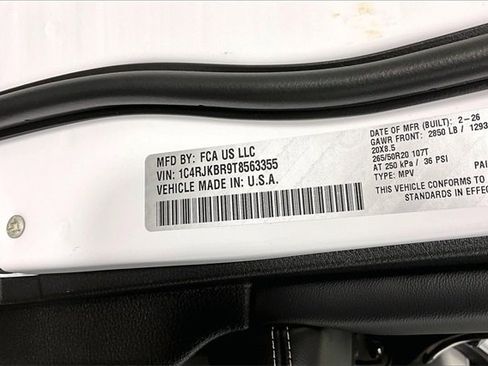 MFD BY: FCA US LLC
VIN: 1C4RJKBR9T8563355
VEHICLE MADE IN U.S.A.
DATE OF MFR (BUILT): 2-26
GAWR FRONT: 2850 LB / 1293
20X8.5
265/50R20 107T
AT 250 kPa / 36 PSI
TYPE: MPV
THIS VEHICLE CONFORMS TO
STANDARDS IN EFFE